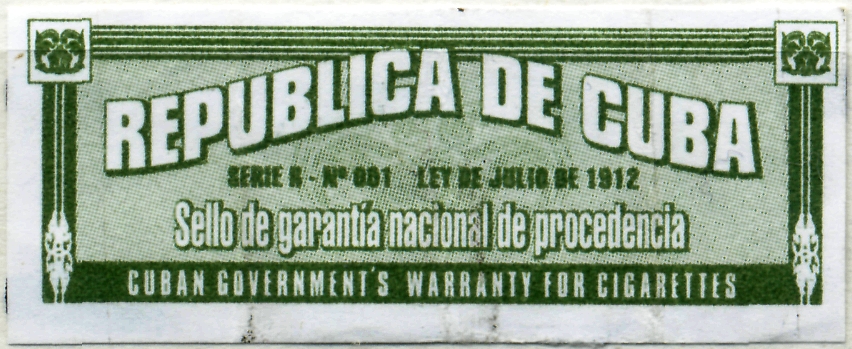 REPUBLICA DE CUBA
SERIE R - Nº 001 LEY DE JULIO DE 1912
Sello de garantía nacional de procedencia
CUBAN GOVERNMENT'S WARRANTY FOR CIGARETTES